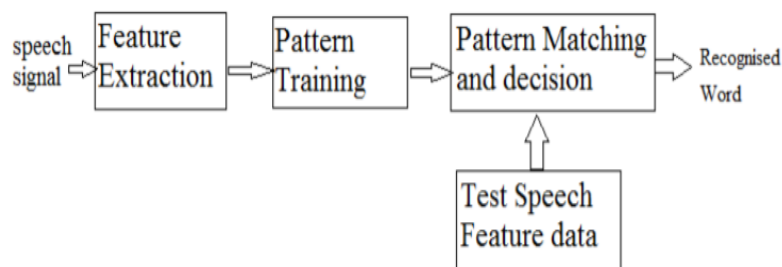 speech
signal
Feature
Extraction
Pattern
Training
Pattern Matching
and decision
Recognised
Word
Test Speech
Feature data